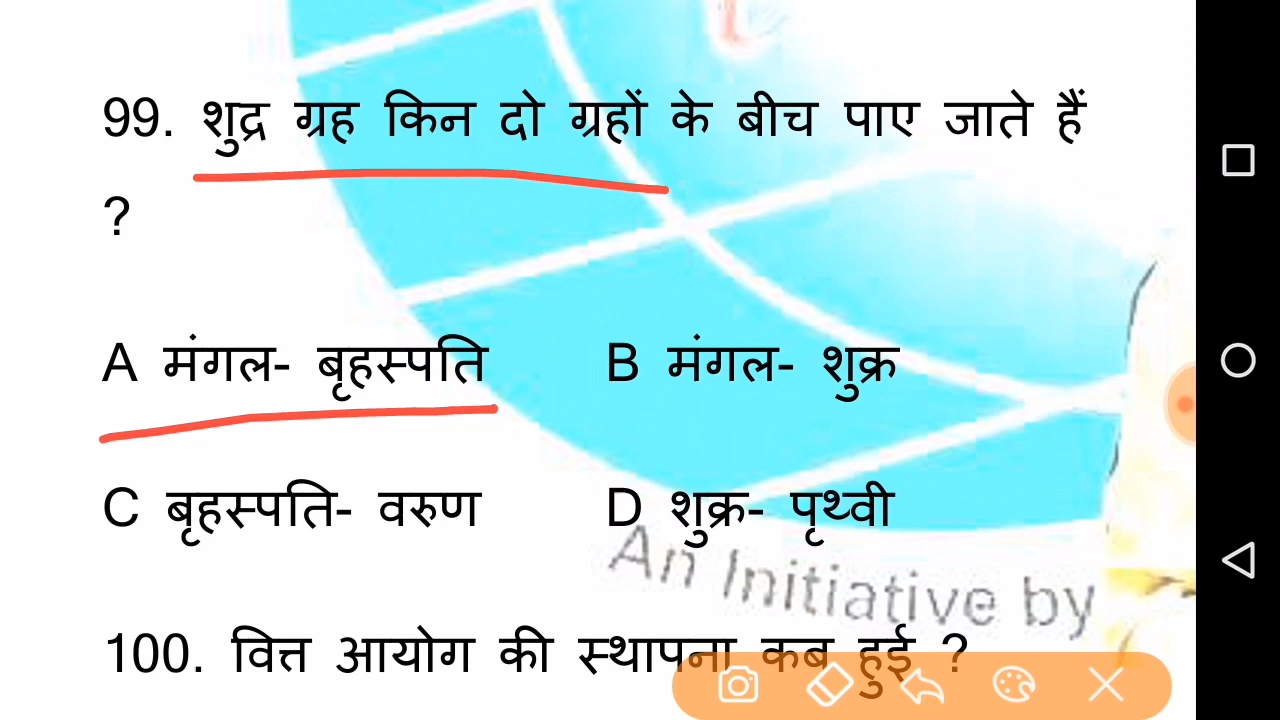 99. शुद्र ग्रह किन दो ग्रहों के बीच पाए जाते हैं
?
A मंगल- बृहस्पति B मंगल- शुक्र
C बृहस्पति- वरुण D शुक्र- पृथ्वी
An Initiative by
100. वित्त आयोग की स्थापना कब हुई ?